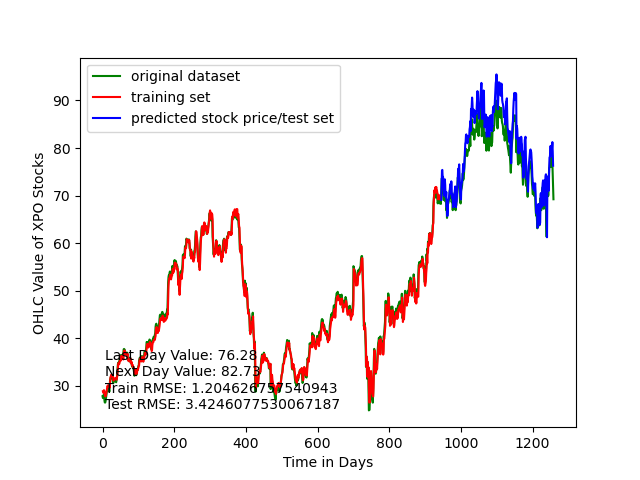 original dataset
training set
predicted stock price/test set
OHLC Value of XPO Stocks
90
80
70
60
50
40
30
Last Day Value: 76.28
Next Day Value: 82.73
Train RMSE: 1.204626757540943
Test RMSE: 3.4246077530067187
0 200 400 600 800 1000 1200
Time in Days